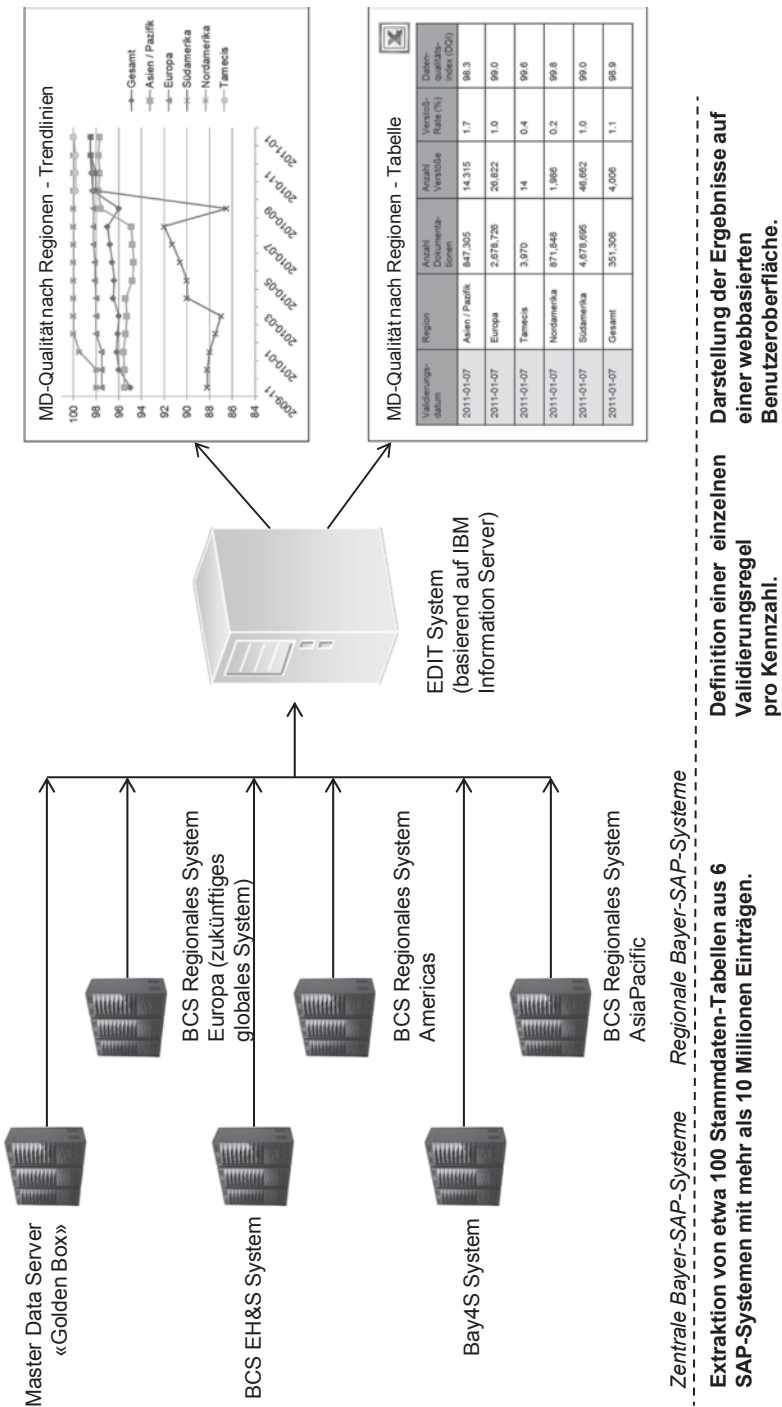 Master Data Server
«Golden Box»
BCS Regionales System
Europa (zukünftiges
globales System)
BCS EH&S System
BCS Regionales System
Americas
Bay4S System
BCS Regionales System
AsiaPacific
Zentrale Bayer-SAP-Systeme
Regionale Bayer-SAP-Systeme
EDIT System
(basierend auf IBM
Information Server)
MD-Qualität nach Regionen - Trendlinien
100
98
96
94
92
90
88
86
84
2009-11
2010-01
2010-03
2010-05
2010-07
2010-09
2010-11
2011-01
Gesamt
Asien / Pazifik
Europa
Südamerika
Nordamerika
Tamecis
MD-Qualität nach Regionen - Tabelle
X
Validierungs-
datum
Region
Anzahl
Dokumenta-
tionen
Anzahl
Verstöße
Verstoß-
Rate (%)
Daten-
qualitäts-
index (DQI)
2011-01-07 Asien / Pazifik 847,305 14.315 1.7 98.3
2011-01-07 Europa 2,678,726 26,822 1.0 99.0
2011-01-07 Tamecis 3,970 14 0.4 99.6
2011-01-07 Nordamerika 871,848 1,986 0.2 99.8
2011-01-07 Südamerika 4,678,695 46,662 1.0 99.0
2011-01-07 Gesamt 351,306 4,006 1.1 98.9
Extraktion von etwa 100 Stammdaten-Tabellen aus 6
SAP-Systemen mit mehr als 10 Millionen Einträgen.
Definition einer einzelnen
Validierungsregel
pro Kennzahl.
Darstellung der Ergebnisse auf
einer webbasierten
Benutzeroberfläche.